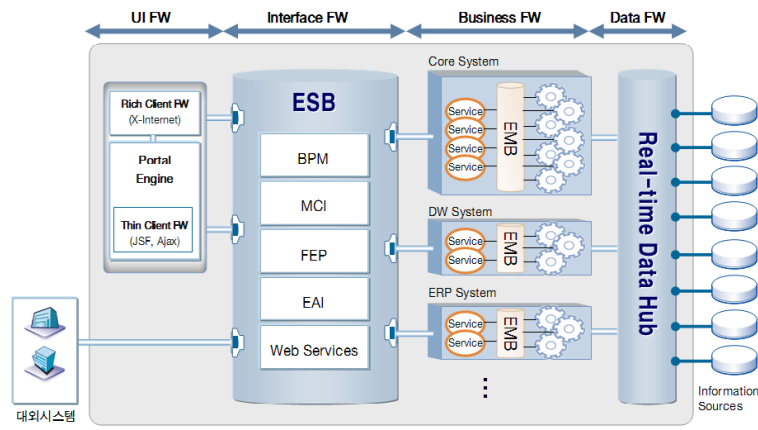 UI FW
Interface FW
Business FW
Data FW
Rich Client FW
(X-Internet)
Portal
Engine
Thin Client FW
(JSF, Ajax)
대외시스템
ESB
BPM
MCI
FEP
EAI
Web Services
Core System
Service
Service
Service
Service
EMB
DW System
Service
Service
EMB
ERP System
Service
Service
EMB
Real-time Data Hub
Information
Sources